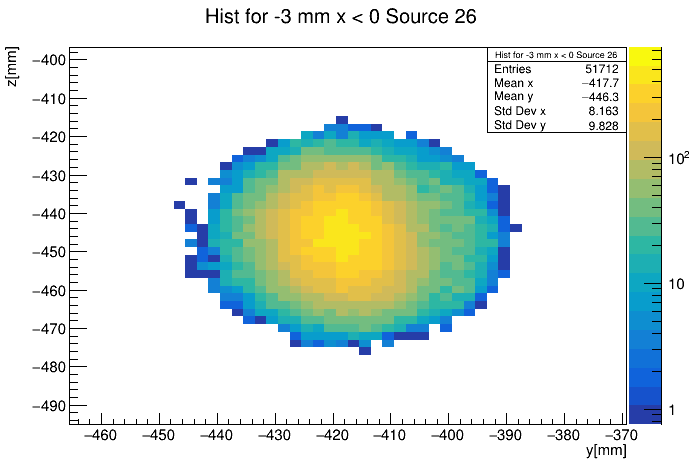 Hist for -3 mm x < 0 Source 26
z[mm]
Hist for -3 mm x < 0 Source 26
Entries 51712
Mean x −417.7
Mean y −446.3
Std Dev x 8.163
Std Dev y 9.828
−400
−410
−420
−430
−440
−450
−460
−470
−480
−490
10²
10
1
−460 −450 −440 −430 −420 −410 −400 −390 −380 −370
y[mm]